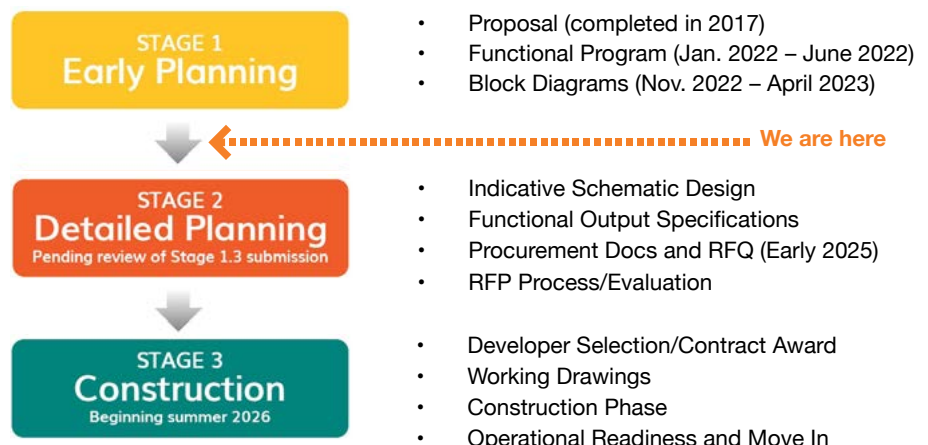 STAGE 1
Early Planning
• Proposal (completed in 2017)
• Functional Program (Jan. 2022 – June 2022)
• Block Diagrams (Nov. 2022 – April 2023)
We are here
STAGE 2
Detailed Planning
Pending review of Stage 1.3 submission
• Indicative Schematic Design
• Functional Output Specifications
• Procurement Docs and RFQ (Early 2025)
• RFP Process/Evaluation
STAGE 3
Construction
Beginning summer 2026
• Developer Selection/Contract Award
• Working Drawings
• Construction Phase
• Operational Readiness and Move In